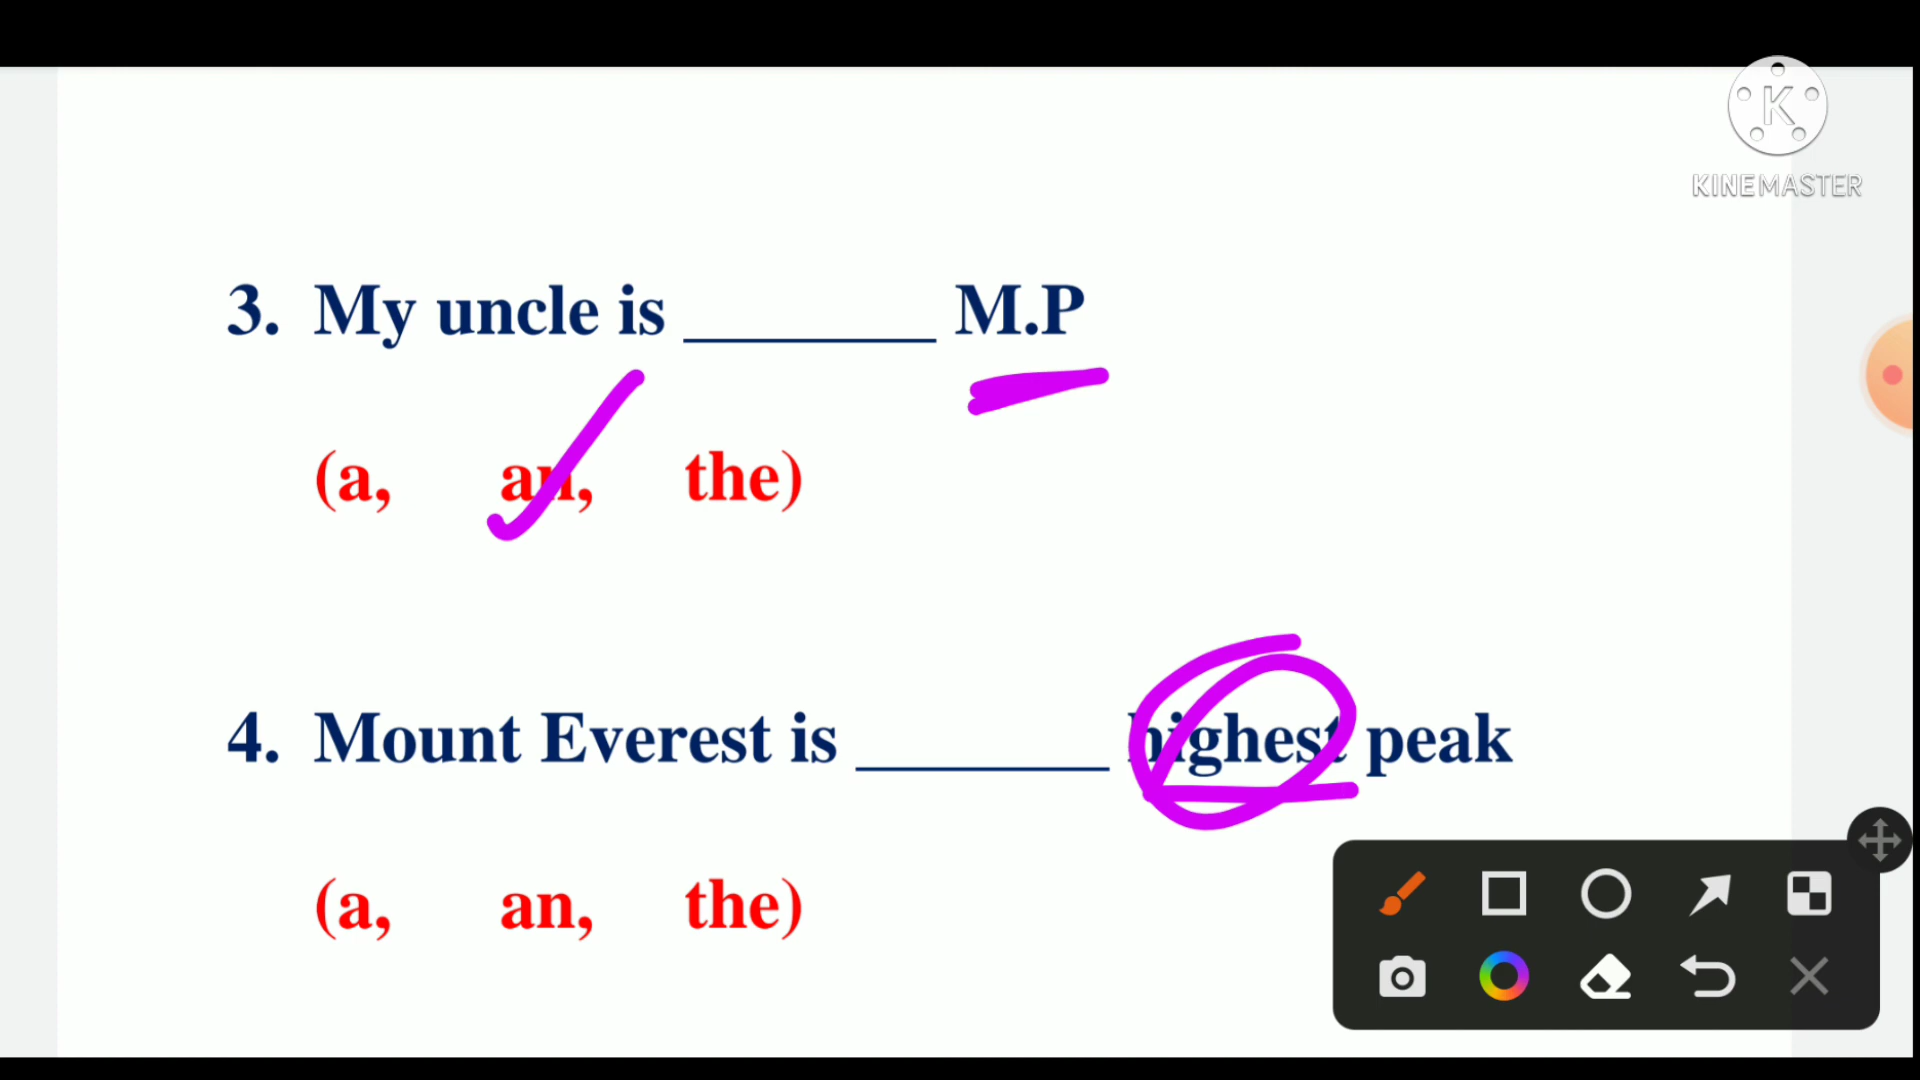 KINEMASTER
3. My uncle is ________ M.P
(a, an, the)
4. Mount Everest is ________ highest peak
(a, an, the)